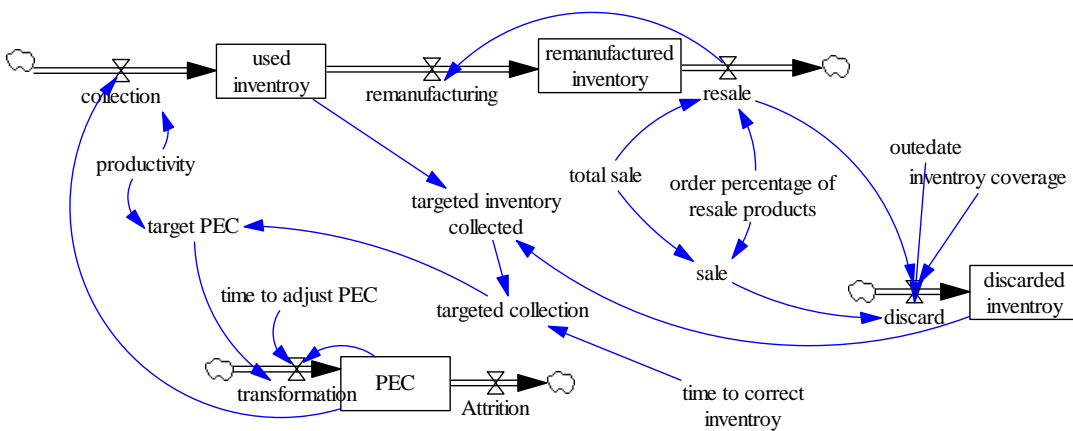 used
inventroy
remanufactured
inventory
collection
remanufacturing
resale
productivity
outedate
total sale
order percentage of
resale products
inventroy coverage
targeted inventory
collected
target PEC
sale
time to adjust PEC
targeted collection
discard
discarded
inventroy
transformation
PEC
Attrition
time to correct
inventroy